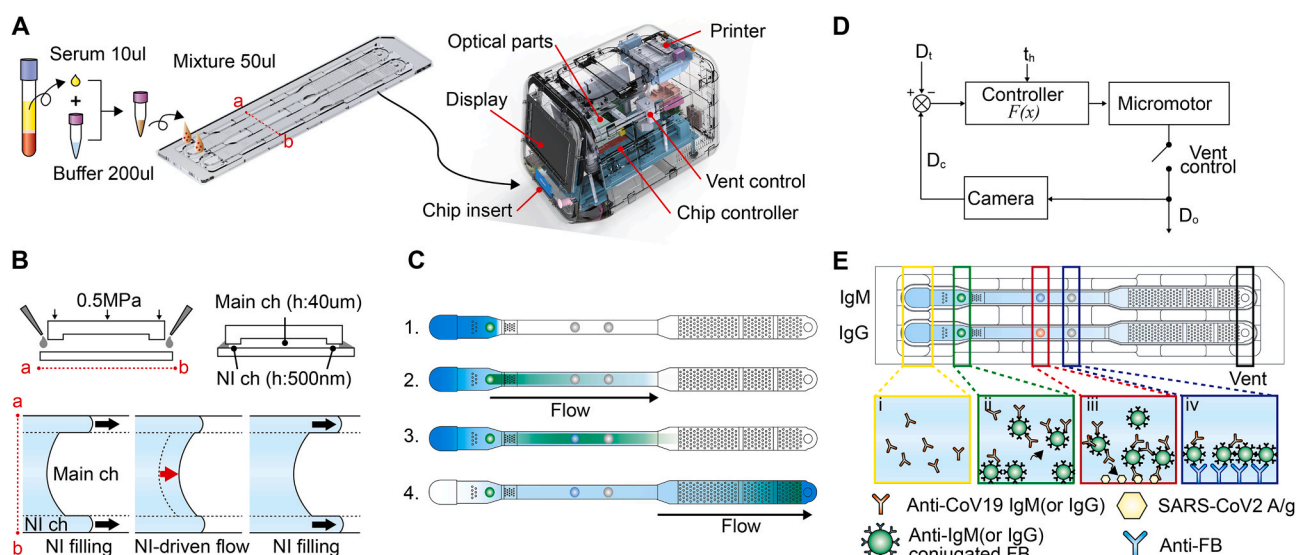 A
Serum 10ul
+
Buffer 200ul
Mixture 50ul
a
b
Optical parts
Printer
Display
Vent control
Chip controller
Chip insert
B
0.5MPa
a
b
Main ch (h:40um)
NI ch (h:500nm)
a
b
Main ch
NI ch
NI filling
NI-driven flow
NI filling
C
1.
2.
Flow
3.
4.
Flow
D
Dt
th
+
−
Controller
F(x)
Micromotor
Vent
control
Dc
Camera
Do
E
IgM
IgG
Vent
i
ii
iii
iv
Anti-CoV19 IgM(or IgG)
SARS-CoV2 A/g
Anti-IgM(or IgG)
conjugated FB
Anti-FB